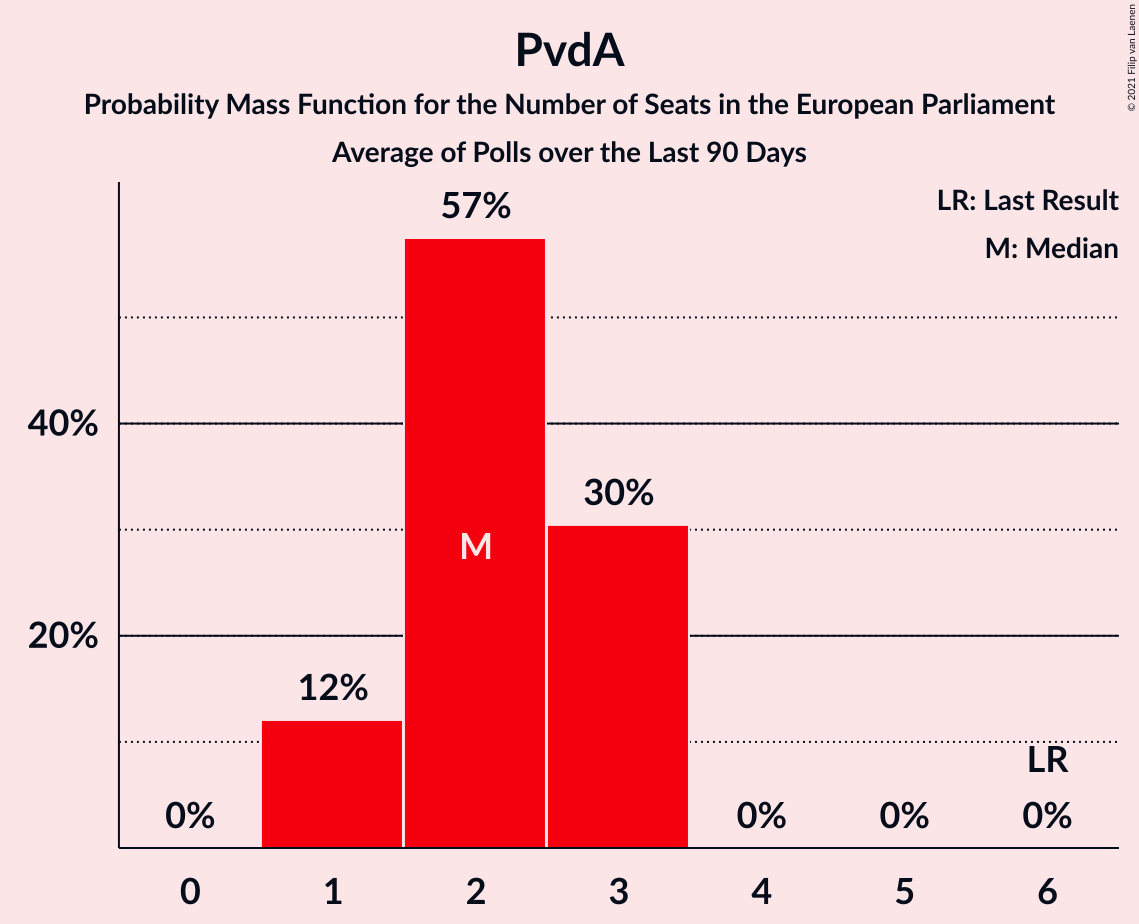 PvdA
Probability Mass Function for the Number of Seats in the European Parliament
Average of Polls over the Last 90 Days
© 2021 Filip van Laenen
LR: Last Result
M: Median
57%
40%
30%
M
20%
12%
LR
0%
0%
0%
0%
0 1 2 3 4 5 6